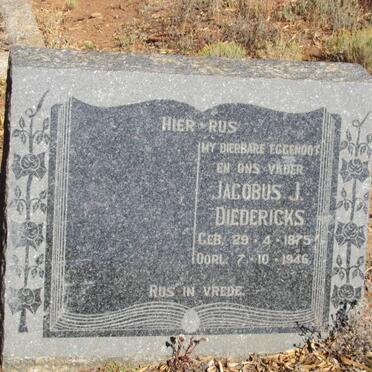 HIER RUS
MY DIERBARE EGGENOOT
EN ONS VADER
JACOBUS J.
DIEDERICKS
GEB. 29-4-1875
OORL. 7-10-1946
RUS IN VREDE.